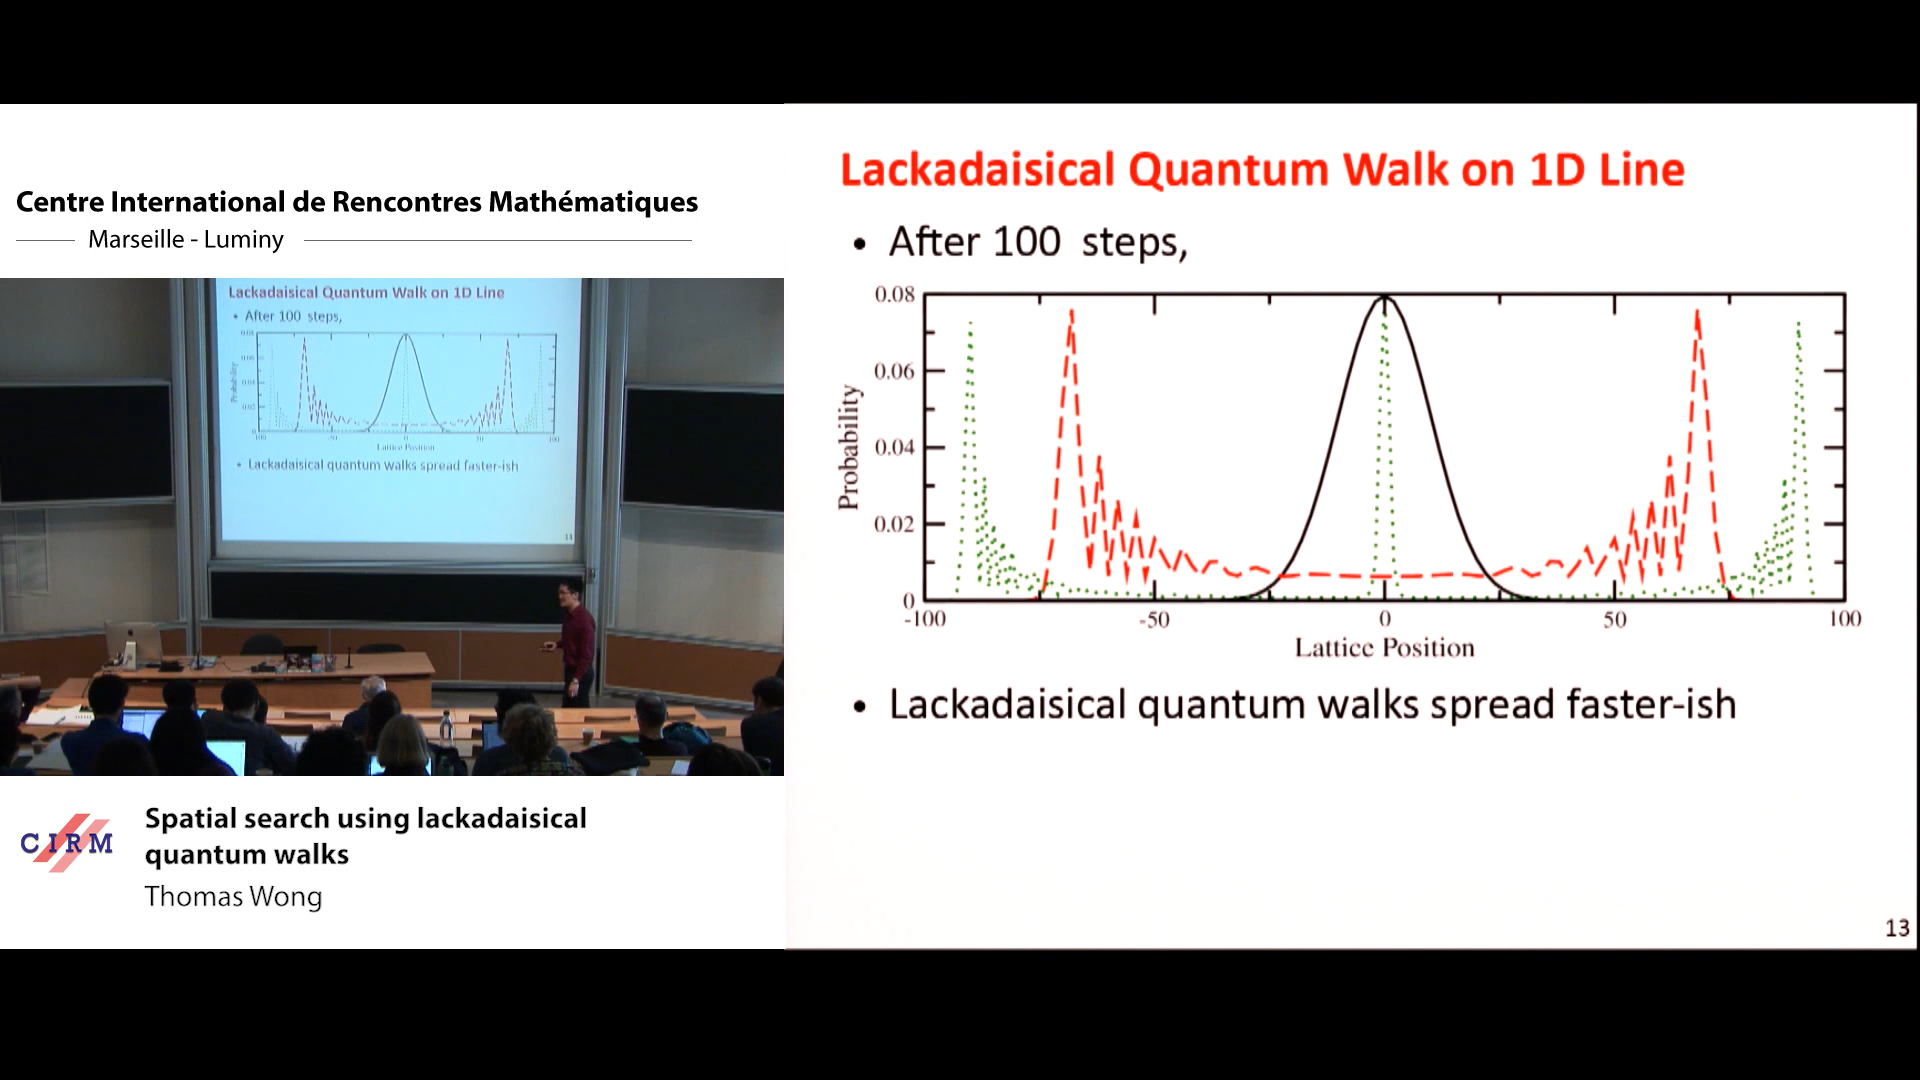 Centre International de Rencontres Mathématiques
Marseille - Luminy
Lackadaisical Quantum Walk on 1D Line
• After 100 steps,
• Lackadaisical quantum walks spread faster-ish
CIRM
Spatial search using lackadaisical
quantum walks
Thomas Wong
Lackadaisical Quantum Walk on 1D Line
• After 100 steps,
0.08
0.06
0.04
0.02
0
Probability
-100 -50 0 50 100
Lattice Position
• Lackadaisical quantum walks spread faster-ish
13